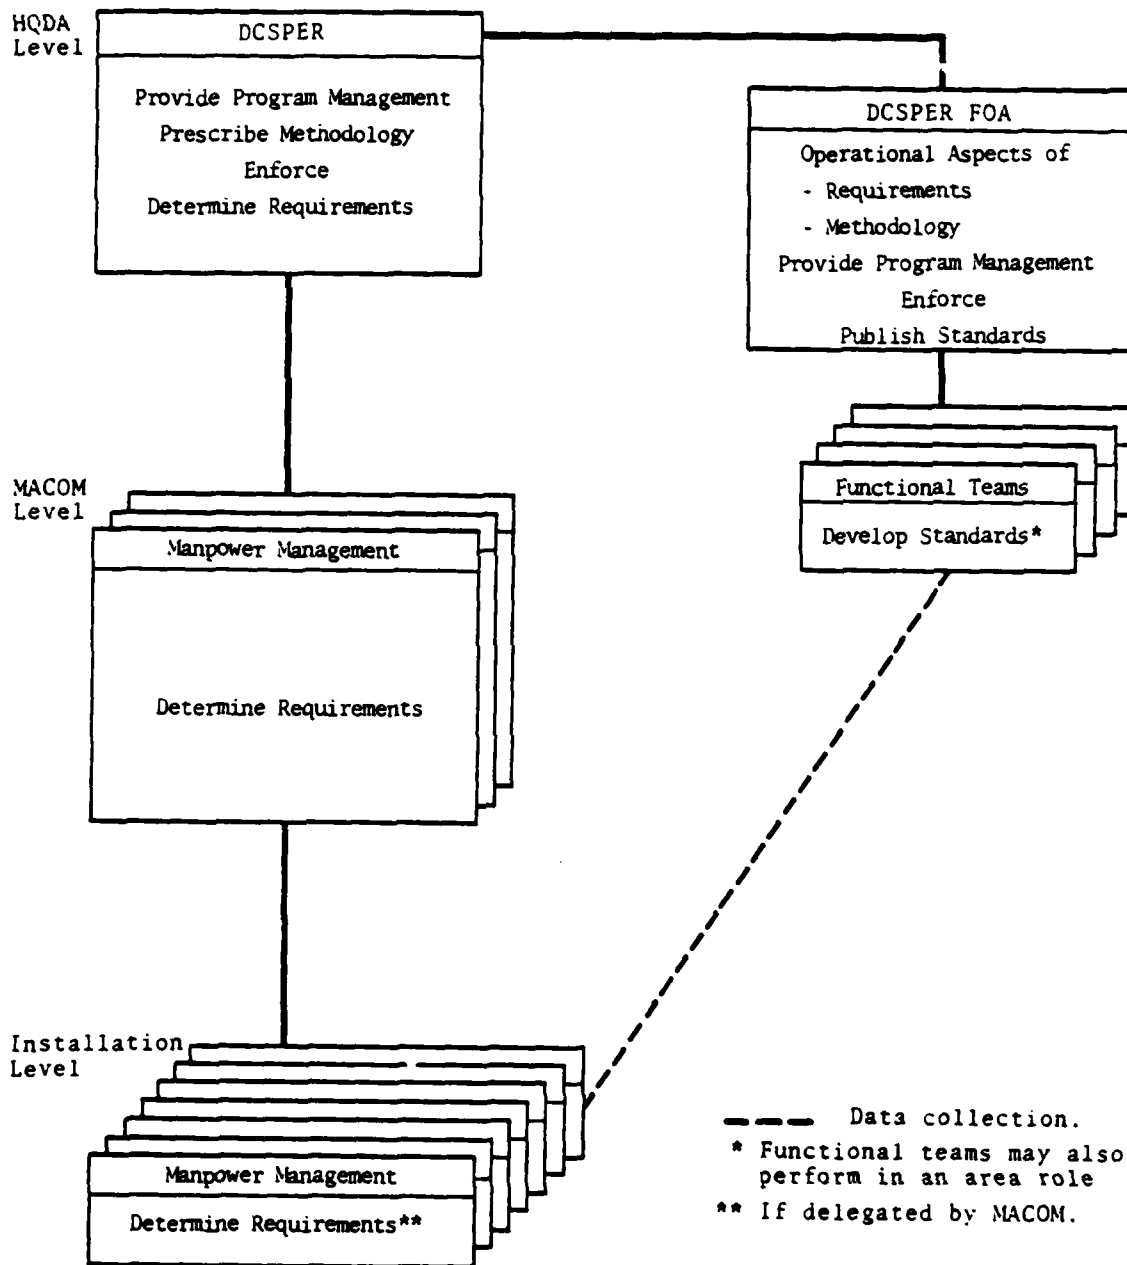 HQDA
Level
DCSPER
Provide Program Management
Prescribe Methodology
Enforce
Determine Requirements
DCSPER FOA
Operational Aspects of
- Requirements
- Methodology
Provide Program Management
Enforce
Publish Standards
Functional Teams
Develop Standards*
MACOM
Level
Manpower Management
Determine Requirements
Installation
Level
Manpower Management
Determine Requirements**
Data collection.
* Functional teams may also
perform in an area role
** If delegated by MACOM.